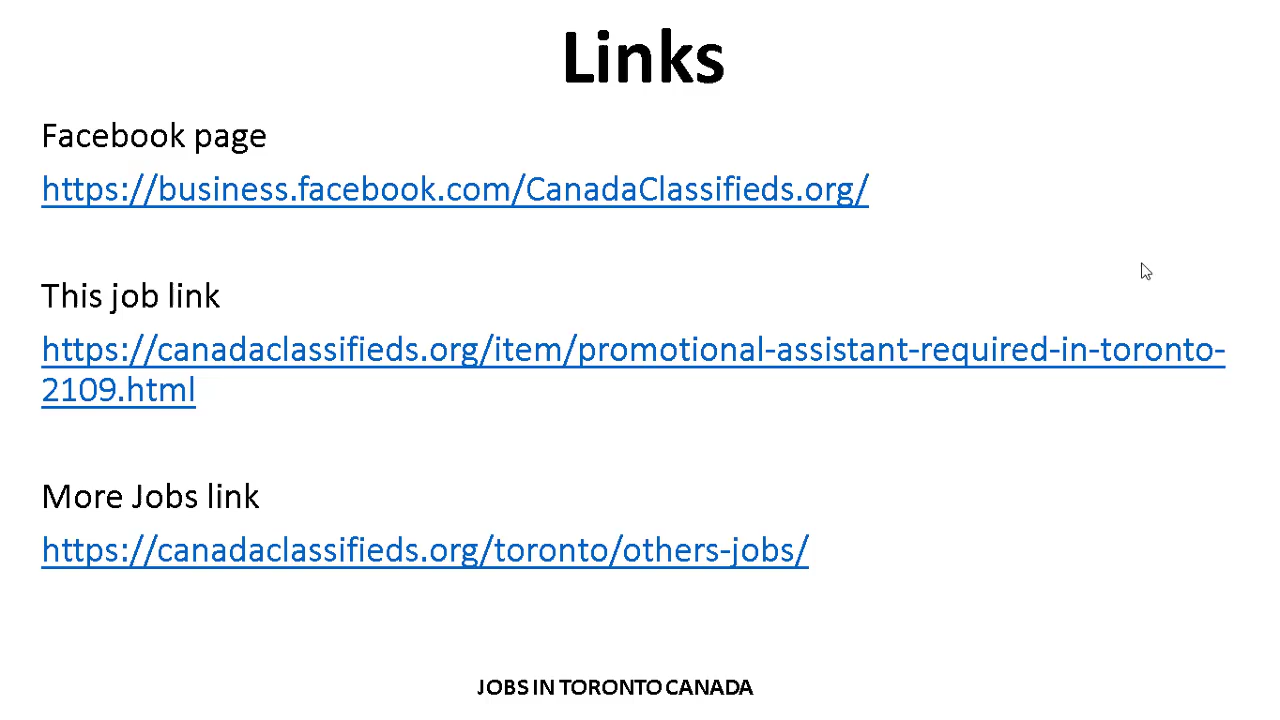 Links
Facebook page
https://business.facebook.com/CanadaClassifieds.org/
This job link
https://canadaclassifieds.org/item/promotional-assistant-required-in-toronto-
2109.html
More Jobs link
https://canadaclassifieds.org/toronto/others-jobs/
JOBS IN TORONTO CANADA